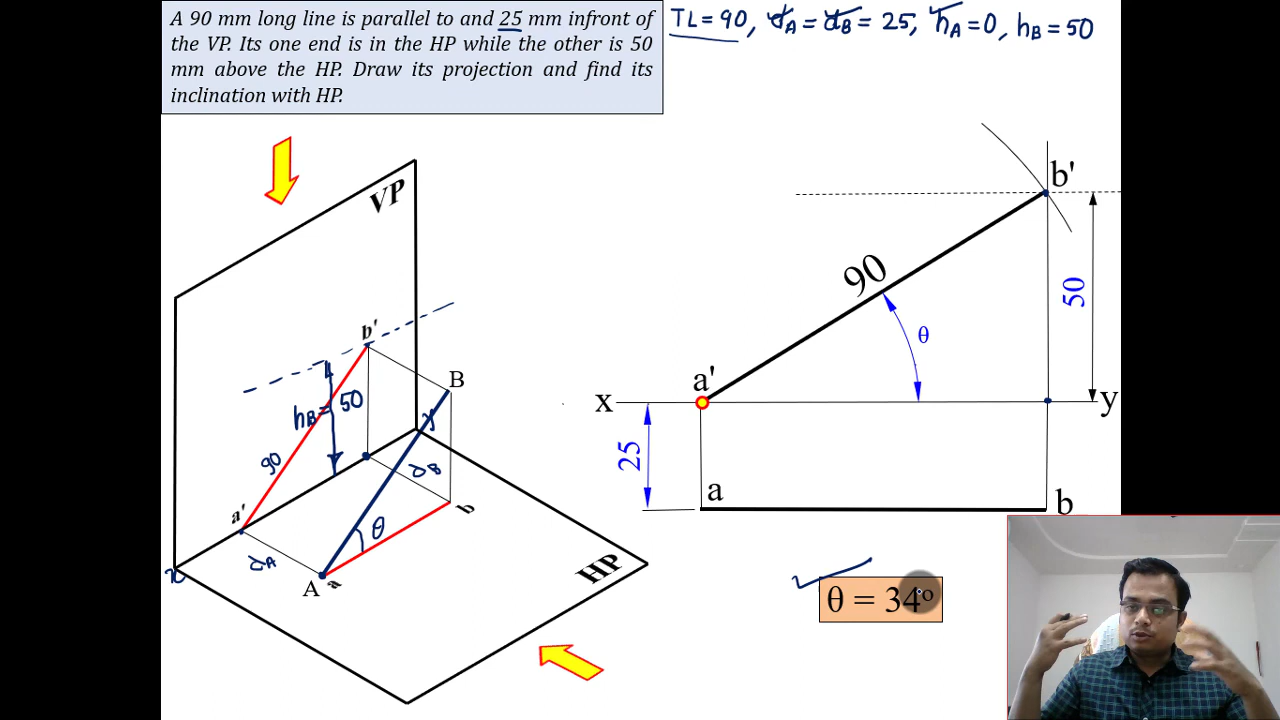 A 90 mm long line is parallel to and 25 mm infront of
the VP. Its one end is in the HP while the other is 50
mm above the HP. Draw its projection and find its
inclination with HP.
TL = 90, dA = dB = 25, hA = 0, hB = 50
VP
b'
B
hB = 50
90
dB
a'
θ
b
dA
A a
HP
x
b'
90
50
θ
a'
x
y
25
a
b
θ = 34°